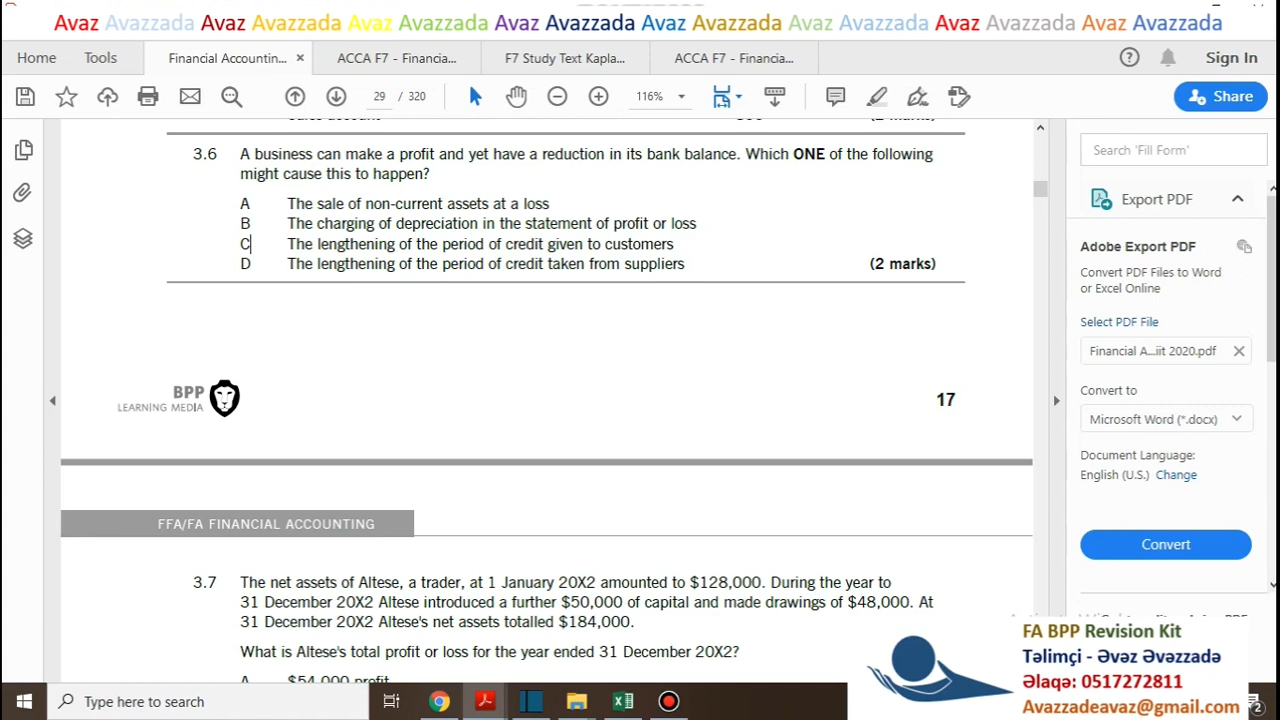 Avaz Avazzada Avaz Avazzada Avaz Avazzada Avaz Avazzada Avaz Avazzada Avaz Avazzada Avaz Avazzada Avaz Avazzada
Home Tools Financial Accountin... × ACCA F7 - Financia... F7 Study Text Kapla... ACCA F7 - Financia... Sign In
29 / 320 116% Share
3.6 A business can make a profit and yet have a reduction in its bank balance. Which ONE of the following
might cause this to happen?
A The sale of non-current assets at a loss
B The charging of depreciation in the statement of profit or loss
C The lengthening of the period of credit given to customers
D The lengthening of the period of credit taken from suppliers (2 marks)
BPP
LEARNING MEDIA
17
FFA/FA FINANCIAL ACCOUNTING
3.7 The net assets of Altese, a trader, at 1 January 20X2 amounted to $128,000. During the year to
31 December 20X2 Altese introduced a further $50,000 of capital and made drawings of $48,000. At
31 December 20X2 Altese's net assets totalled $184,000.
What is Altese's total profit or loss for the year ended 31 December 20X2?
A $54,000 profit
Search 'Fill Form'
Export PDF
Adobe Export PDF
Convert PDF Files to Word
or Excel Online
Select PDF File
Financial A...iit 2020.pdf
Convert to
Microsoft Word (*.docx)
Document Language:
English (U.S.) Change
Convert
FA BPP Revision Kit
Təlimçi - Əvəz Əvəzzadə
Əlaqə: 0517272811
Avazzadeavaz@gmail.com
Type here to search
2